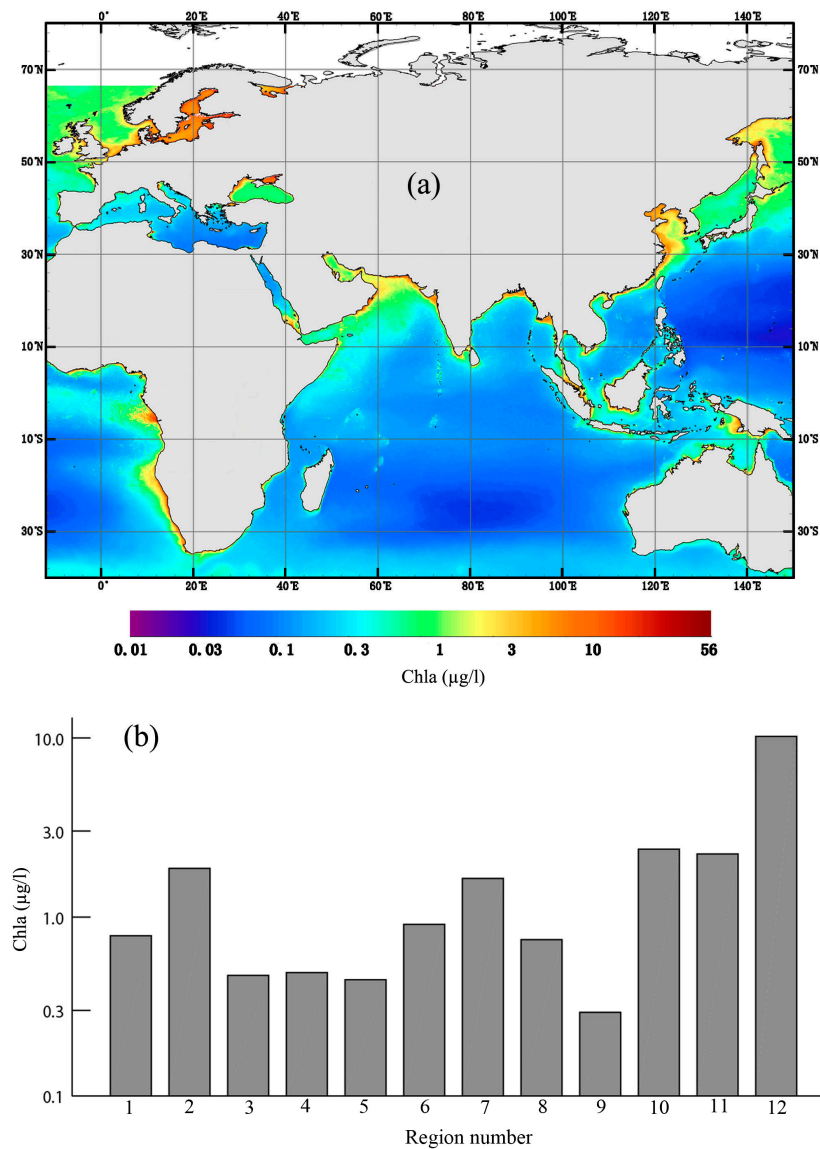 0° 20°E 40°E 60°E 80°E 100°E 120°E 140°E
70°N 70°N
(a)
50°N 50°N
30°N 30°N
10°N 10°N
10°S 10°S
30°S 30°S
0° 20°E 40°E 60°E 80°E 100°E 120°E 140°E
0.01 0.03 0.1 0.3 1 3 10 56
Chla (µg/l)
(b)
10.0
3.0
Chla (µg/l)
1.0
0.3
0.1
1 2 3 4 5 6 7 8 9 10 11 12
Region number